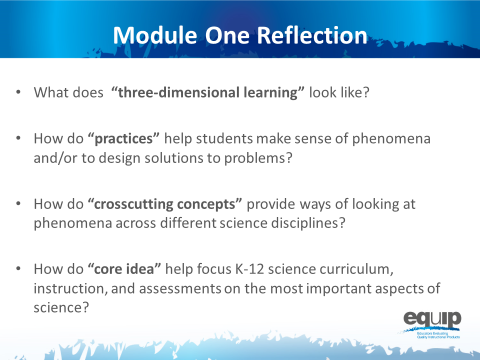 Module One Reflection
• What does “three-dimensional learning” look like?
• How do “practices” help students make sense of phenomena
and/or to design solutions to problems?
• How do “crosscutting concepts” provide ways of looking at
phenomena across different science disciplines?
• How do “core idea” help focus K-12 science curriculum,
instruction, and assessments on the most important aspects of
science?
equip
Educators Evaluating
Quality Instructional Products